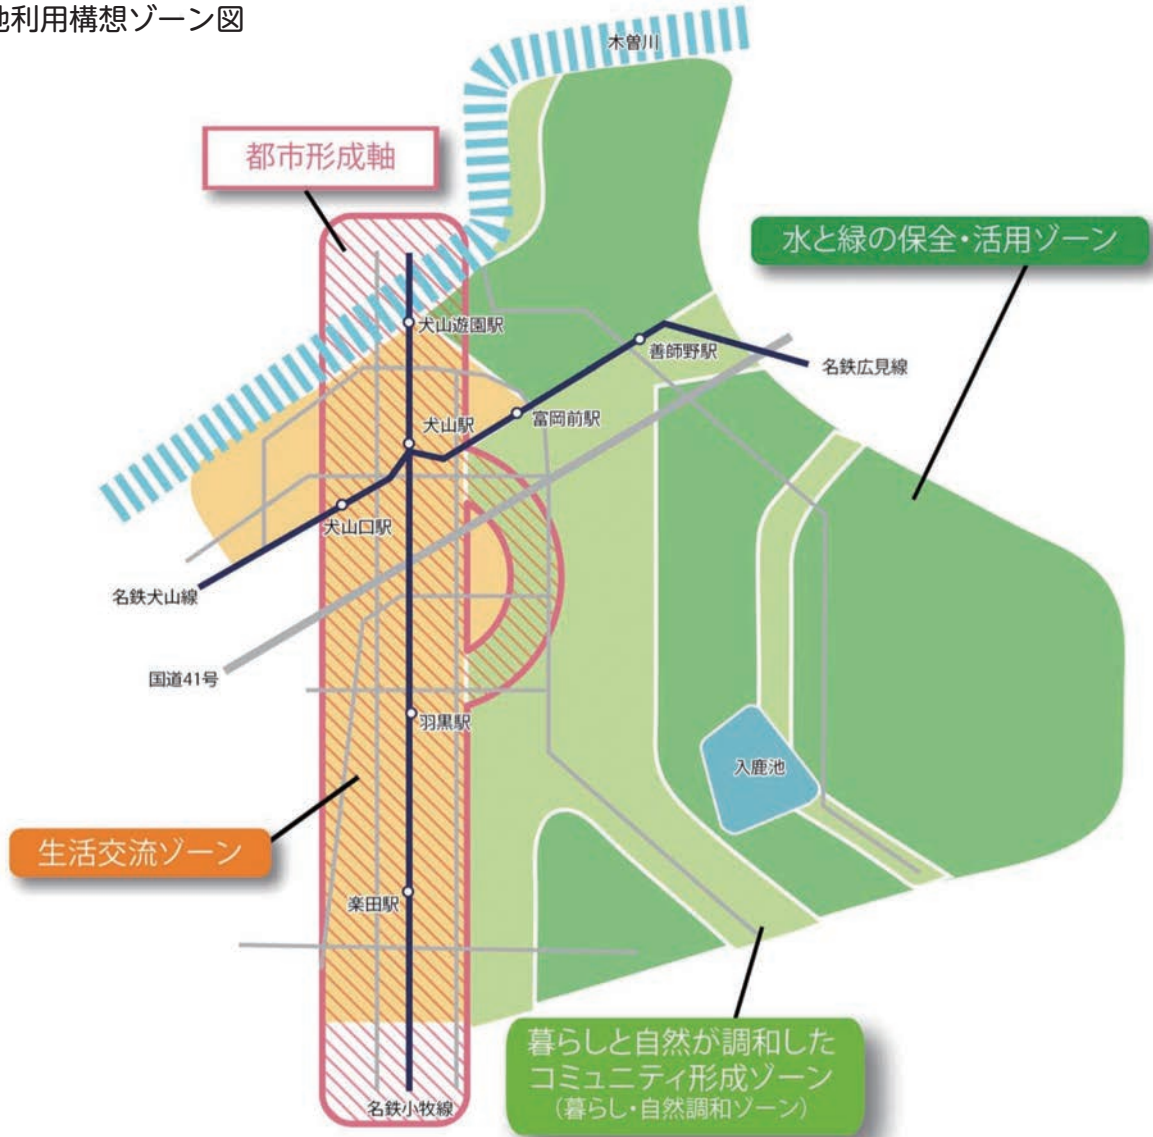 地利用構想ゾーン図
木曽川
都市形成軸
水と緑の保全・活用ゾーン
犬山遊園駅
善師野駅
名鉄広見線
犬山駅
富岡前駅
犬山口駅
名鉄犬山線
国道41号
羽黒駅
入鹿池
生活交流ゾーン
楽田駅
暮らしと自然が調和した
コミュニティ形成ゾーン
(暮らし・自然調和ゾーン)
名鉄小牧線